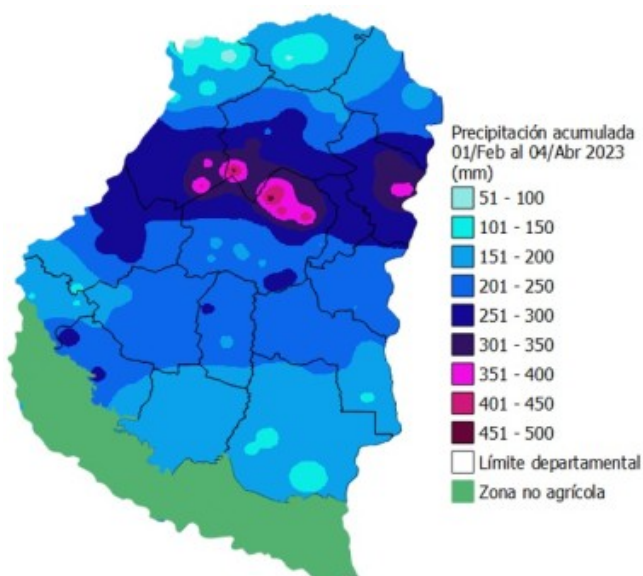 Precipitación acumulada
01/Feb al 04/Abr 2023
(mm)
51 - 100
101 - 150
151 - 200
201 - 250
251 - 300
301 - 350
351 - 400
401 - 450
451 - 500
Límite departamental
Zona no agrícola